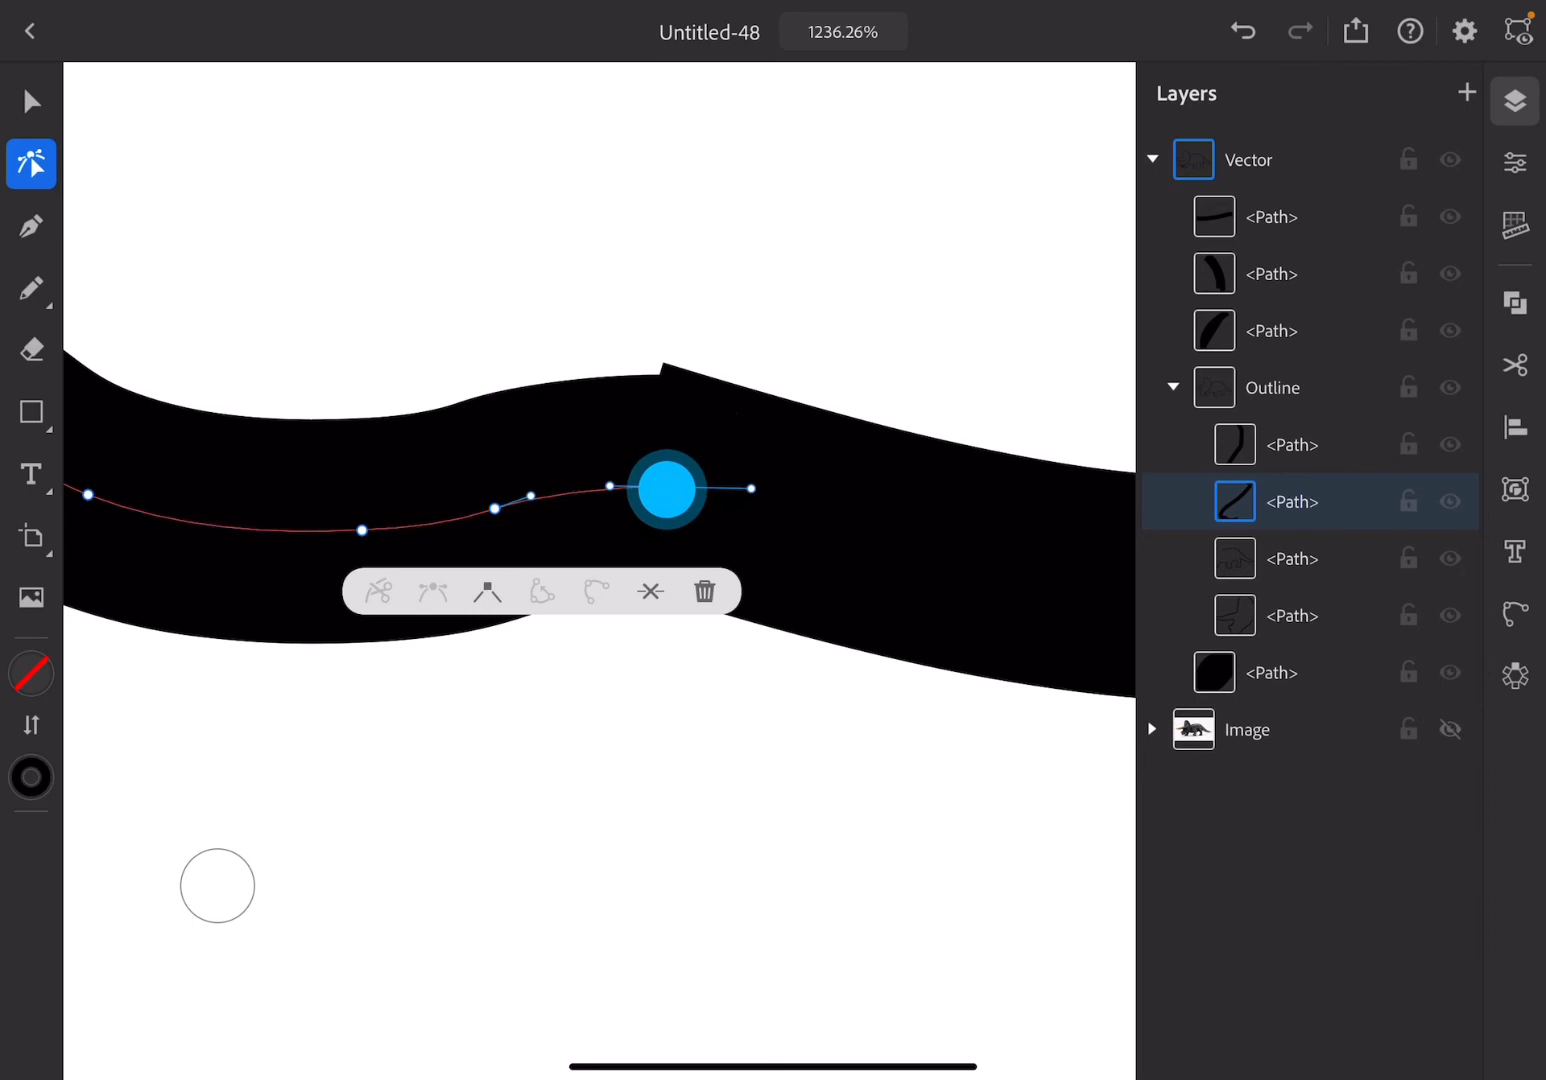 Untitled-48
1236.26%
Layers
Vector
<Path>
<Path>
<Path>
Outline
<Path>
<Path>
<Path>
<Path>
<Path>
Image